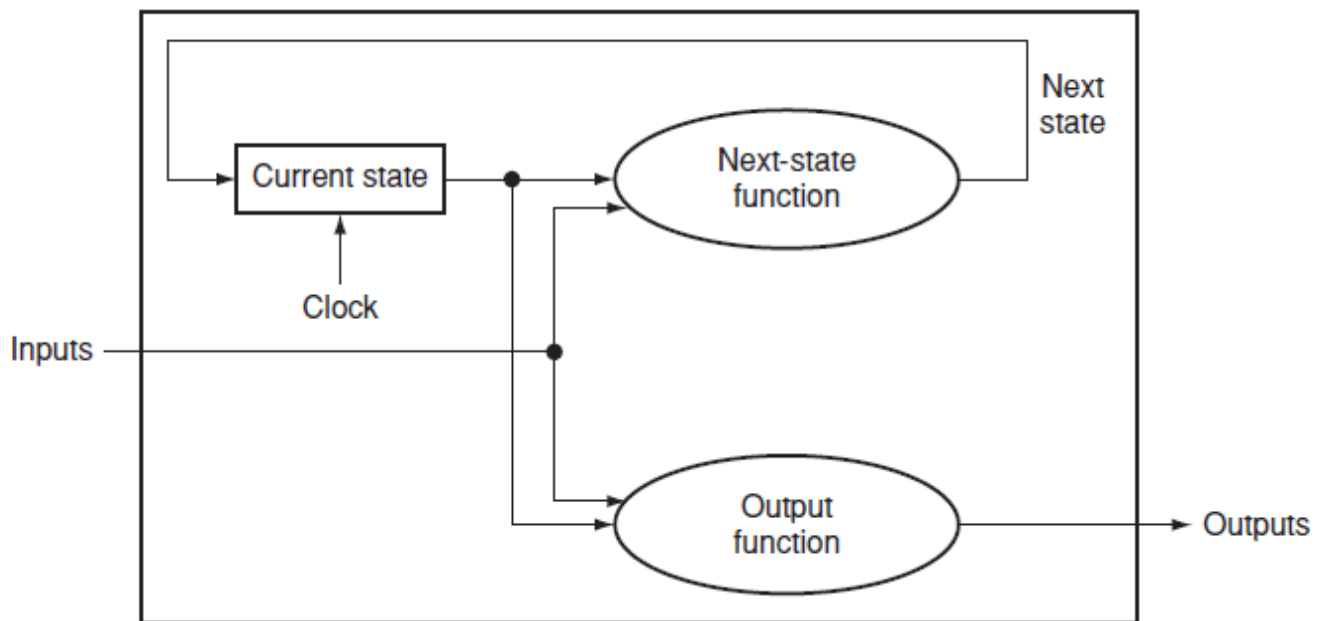 Next
state
Current state
Next-state
function
Clock
Inputs
Output
function
Outputs